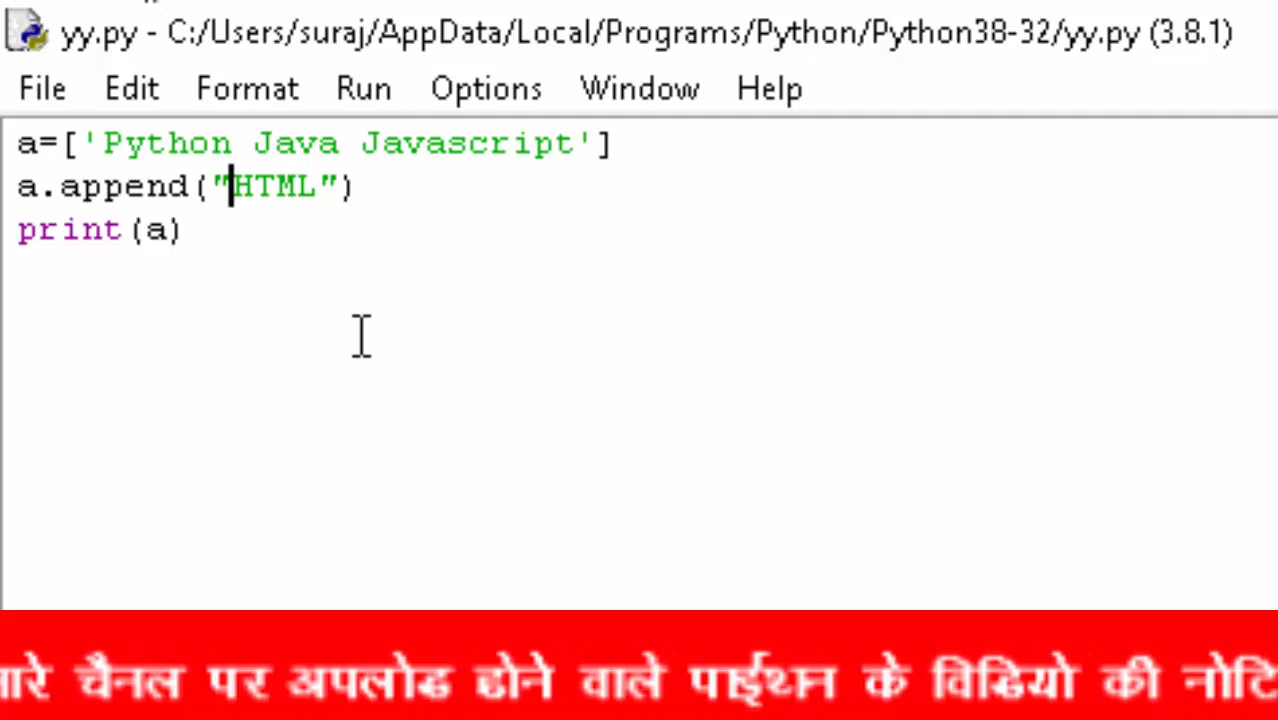 yy.py - C:/Users/suraj/AppData/Local/Programs/Python/Python38-32/yy.py (3.8.1)
File Edit Format Run Options Window Help
a=['Python Java Javascript']
a.append("HTML")
print(a)
चैनल पर अपलोड होने वाले पाईथान के विडियो की